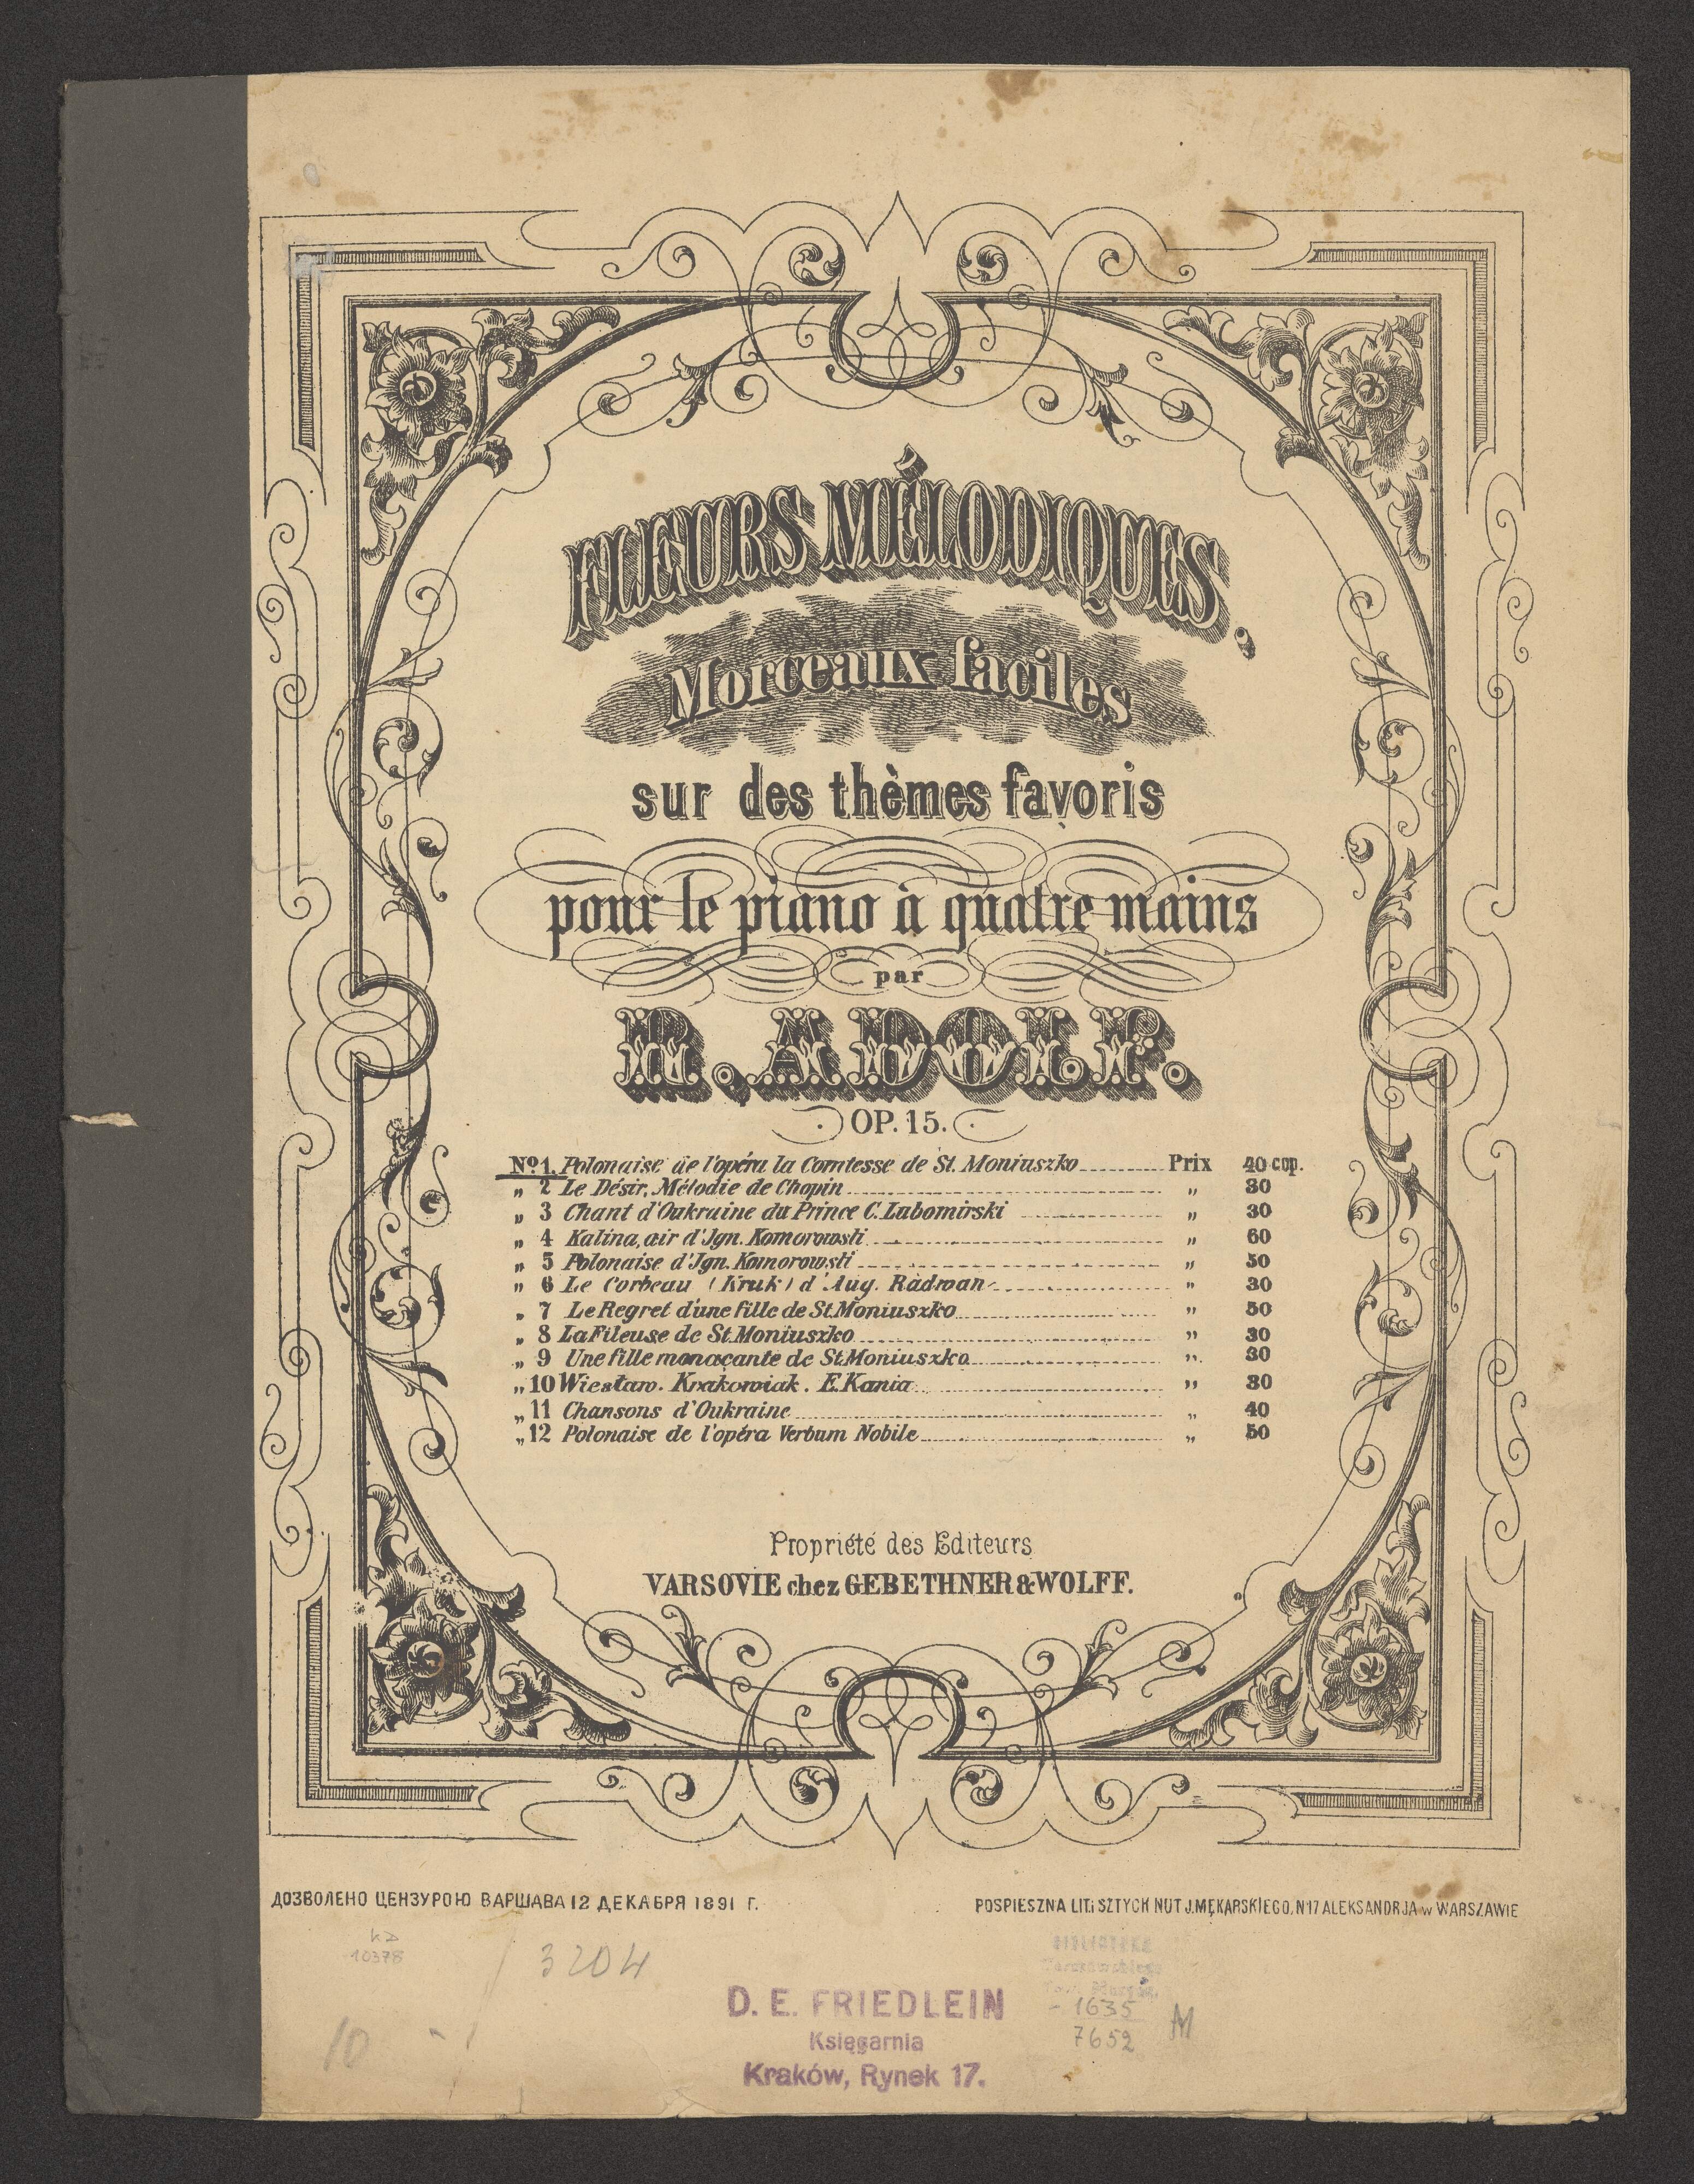 FLEURS MÉLODIQUES,
Morceaux faciles
sur des thèmes favoris
pour le piano à quatre mains
par
R. ADOLF.
OP. 15.
No 1. Polonaise de l'opéra la Comtesse de St. Moniuszko Prix 40 cop.
„ 2 Le Désir, Mélodie de Chopin „ 30
„ 3 Chant d'Oukraine du Prince C. Lubomirski „ 30
„ 4 Kalina, air d'Jgn. Komorowski „ 60
„ 5 Polonaise d'Jgn. Komorowski „ 50
„ 6 Le Corbeau (Kruk) d'Aug. Radwan „ 30
„ 7 Le Regret d'une fille de St. Moniuszko „ 50
„ 8 La Fileuse de St. Moniuszko „ 30
„ 9 Une fille monaçante de St. Moniuszko „ 30
„ 10 Wiesław. Krakowiak. E. Kania „ 30
„ 11 Chansons d'Oukraine „ 40
„ 12 Polonaise de l'opéra Verbum Nobile „ 50
Propriété des Editeurs
VARSOVIE chez GEBETHNER & WOLFF.
ДОЗВОЛЕНО ЦЕНЗУРОЮ ВАРШАВА 12 ДЕКАБРЯ 1891 Г.
POSPIESZNA LIT. i SZTYCH NUT J. MĘKARSKIEGO, N 17 ALEKSANDRJA w WARSZAWIE
10378
3204
10
D. E. FRIEDLEIN
Księgarnia
Kraków, Rynek 17.
BIBLIOTEKA
1635
7652
M